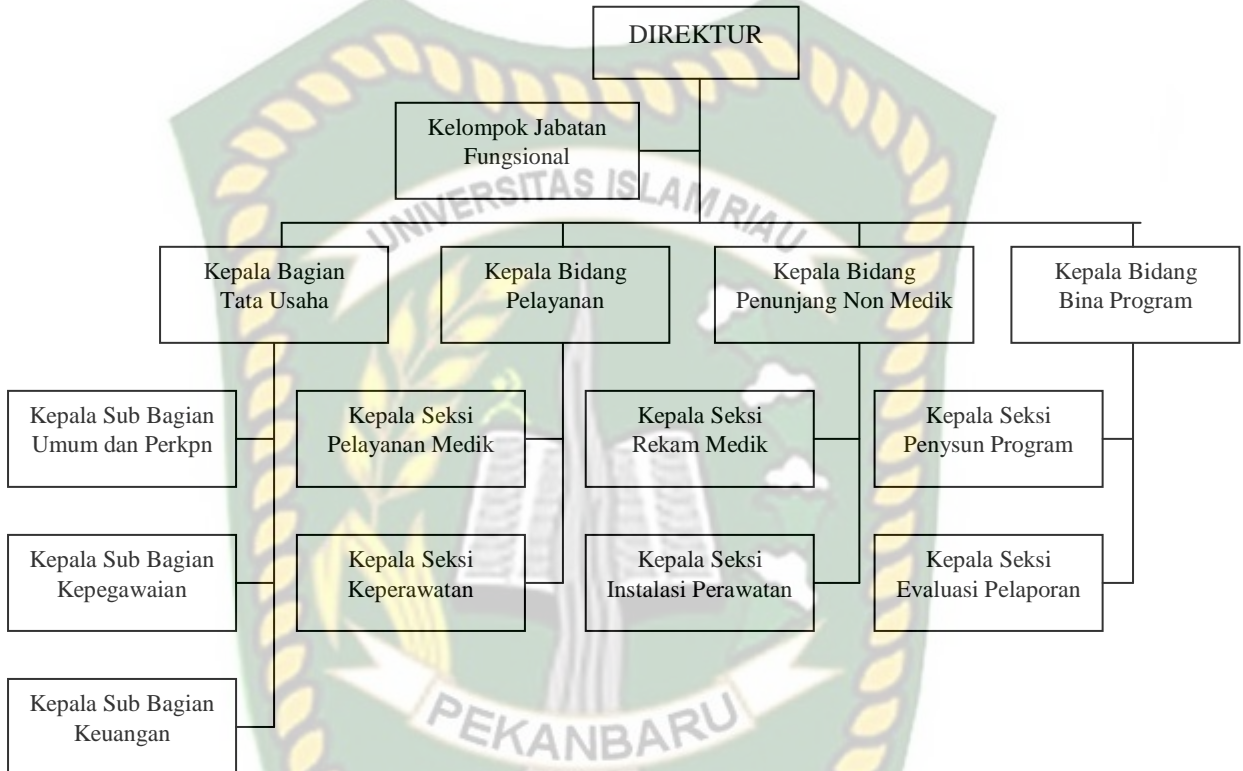 DIREKTUR
Kelompok Jabatan
Fungsional
UNIVERSITAS ISLAM RIAU
Kepala Bagian
Tata Usaha
Kepala Bidang
Pelayanan
Kepala Bidang
Penunjang Non Medik
Kepala Bidang
Bina Program
Kepala Sub Bagian
Umum dan Perkpn
Kepala Seksi
Pelayanan Medik
Kepala Seksi
Rekam Medik
Kepala Seksi
Penysun Program
Kepala Sub Bagian
Kepegawaian
Kepala Seksi
Keperawatan
Kepala Seksi
Instalasi Perawatan
Kepala Seksi
Evaluasi Pelaporan
Kepala Sub Bagian
Keuangan
PEKANBARU